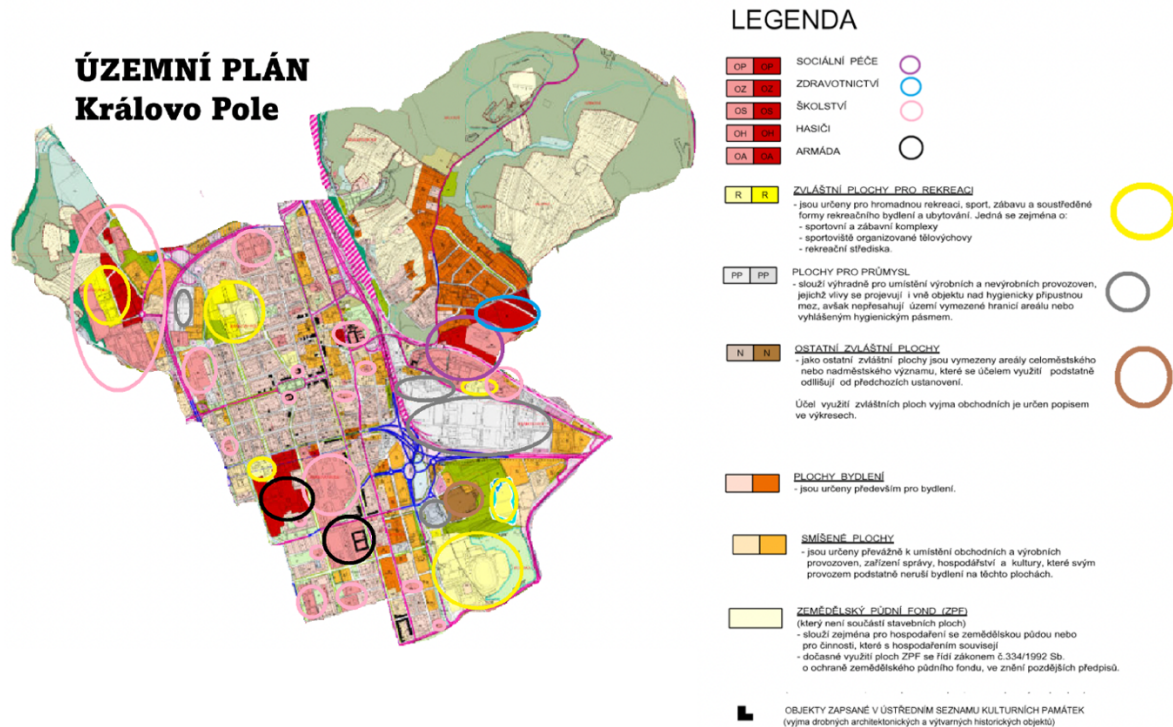 ÚZEMNÍ PLÁN
Královo Pole
LEGENDA
OP OP SOCIÁLNÍ PÉČE
OZ OZ ZDRAVOTNICTVÍ
OS OS ŠKOLSTVÍ
OH OH HASIČI
OA OA ARMÁDA
R R ZVLÁŠTNÍ PLOCHY PRO REKREACI
- jsou určeny pro hromadnou rekreaci, sport, zábavu a soustředěné
formy rekreačního bydlení a ubytování. Jedná se zejména o:
- sportovní a zábavní komplexy
- sportoviště organizované tělovýchovy
- rekreační střediska.
PP PP PLOCHY PRO PRŮMYSL
- slouží výhradně pro umístění výrobních a nevýrobních provozoven,
jejichž vlivy se projevují i vně objektu nad hygienicky přípustnou
mez, avšak nepřesahují území vymezené hranicí areálu nebo
vyhlášeným hygienickým pásmem.
N N OSTATNÍ ZVLÁŠTNÍ PLOCHY
- jako ostatní zvláštní plochy jsou vymezeny areály celoměstského
nebo nadměstského významu, které se účelem využití podstatně
odlišují od předchozích ustanovení.
Účel využití zvláštních ploch vyjma obchodních je určen popisem
ve výkresech.
PLOCHY BYDLENÍ
- jsou určeny především pro bydlení.
SMÍŠENÉ PLOCHY
- jsou určeny převážně k umístění obchodních a výrobních
provozoven, zařízení správy, hospodářství a kultury, které svým
provozem podstatně neruší bydlení na těchto plochách.
ZEMĚDĚLSKÝ PŮDNÍ FOND (ZPF)
(který není součástí stavebních ploch)
- slouží zejména pro hospodaření se zemědělskou půdou nebo
pro činnosti, které s hospodařením souvisejí
- dočasné využití ploch ZPF se řídí zákonem č.334/1992 Sb.
o ochraně zemědělského půdního fondu, ve znění pozdějších předpisů.
OBJEKTY ZAPSANÉ V ÚSTŘEDNÍM SEZNAMU KULTURNÍCH PAMÁTEK
(vyjma drobných architektonických a výtvarných historických objektů)